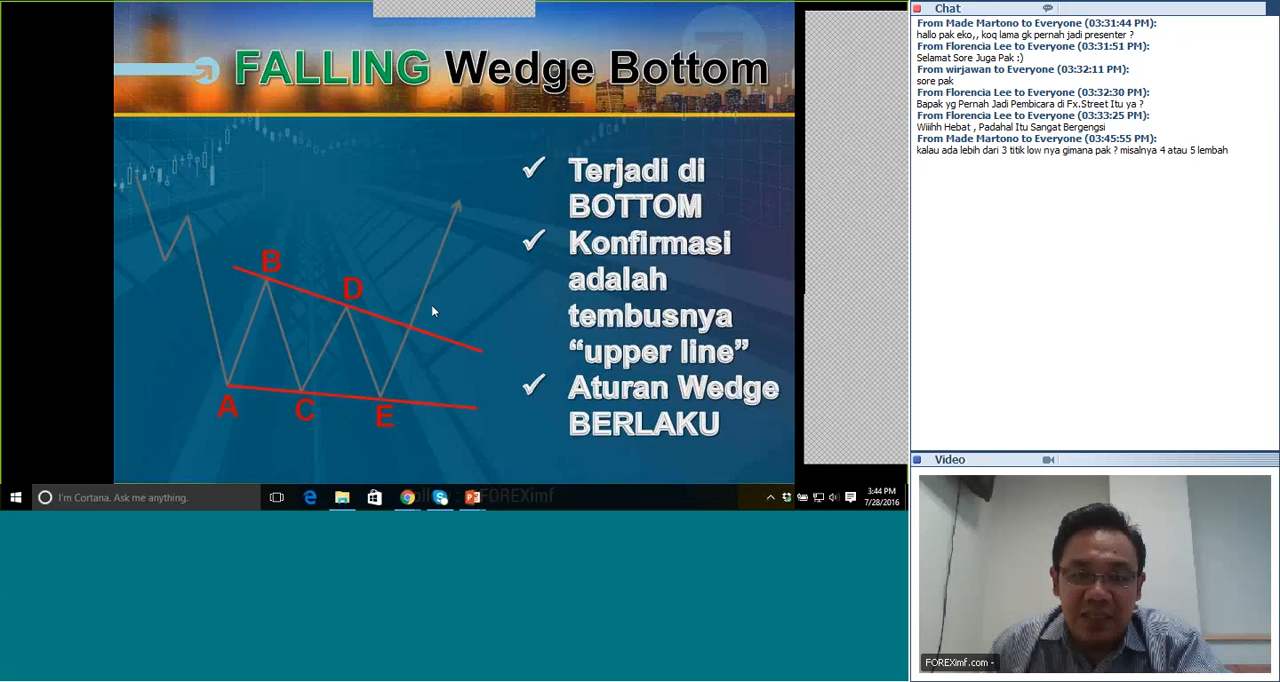 FALLING Wedge Bottom
✓ Terjadi di
BOTTOM
✓ Konfirmasi
adalah
tembusnya
“upper line”
✓ Aturan Wedge
BERLAKU
B
D
A
C
E
I'm Cortana. Ask me anything.
@FOREXimf
3:44 PM
7/28/2016
Chat
From Made Martono to Everyone (03:31:44 PM):
hallo pak eko,, koq lama gk pernah jadi presenter ?
From Florencia Lee to Everyone (03:31:51 PM):
Selamat Sore Juga Pak :)
From wirjawan to Everyone (03:32:11 PM):
sore pak
From Florencia Lee to Everyone (03:32:30 PM):
Bapak yg Pernah Jadi Pembicara di Fx.Street Itu ya ?
From Florencia Lee to Everyone (03:33:25 PM):
Wiiihh Hebat , Padahal Itu Sangat Bergengsi
From Made Martono to Everyone (03:45:55 PM):
kalau ada lebih dari 3 titik low nya gimana pak ? misalnya 4 atau 5 lembah
Video
FOREXimf.com -